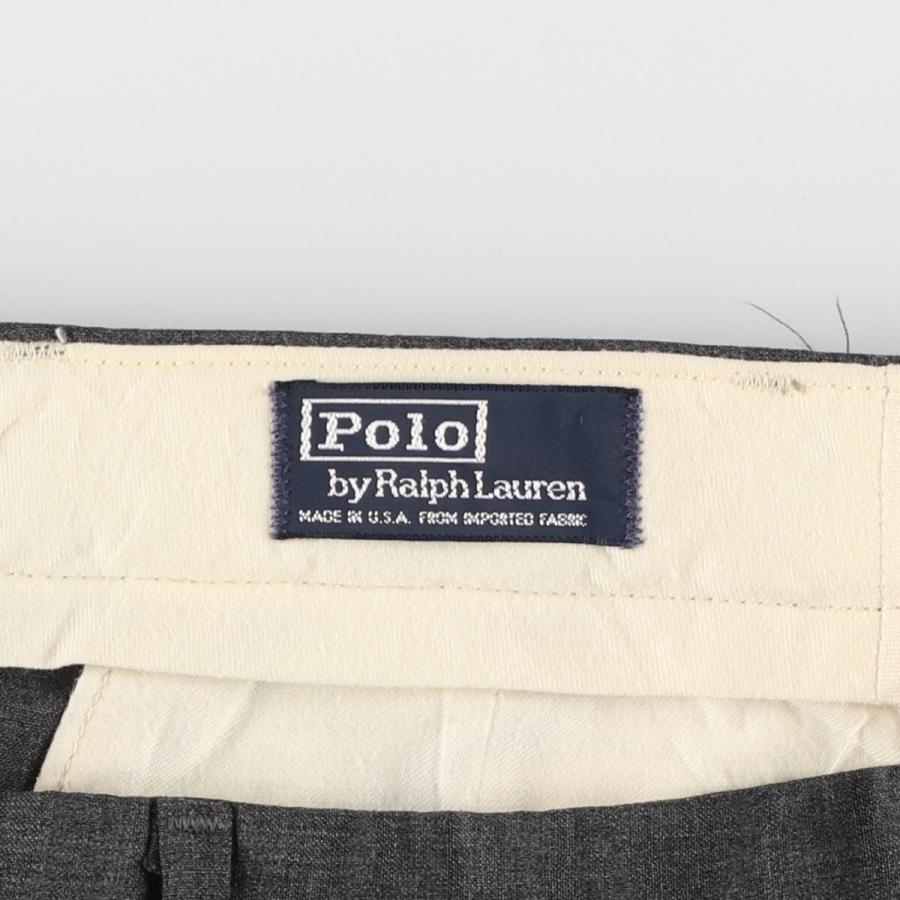 Polo
by Ralph Lauren
MADE IN U.S.A. FROM IMPORTED FABRIC